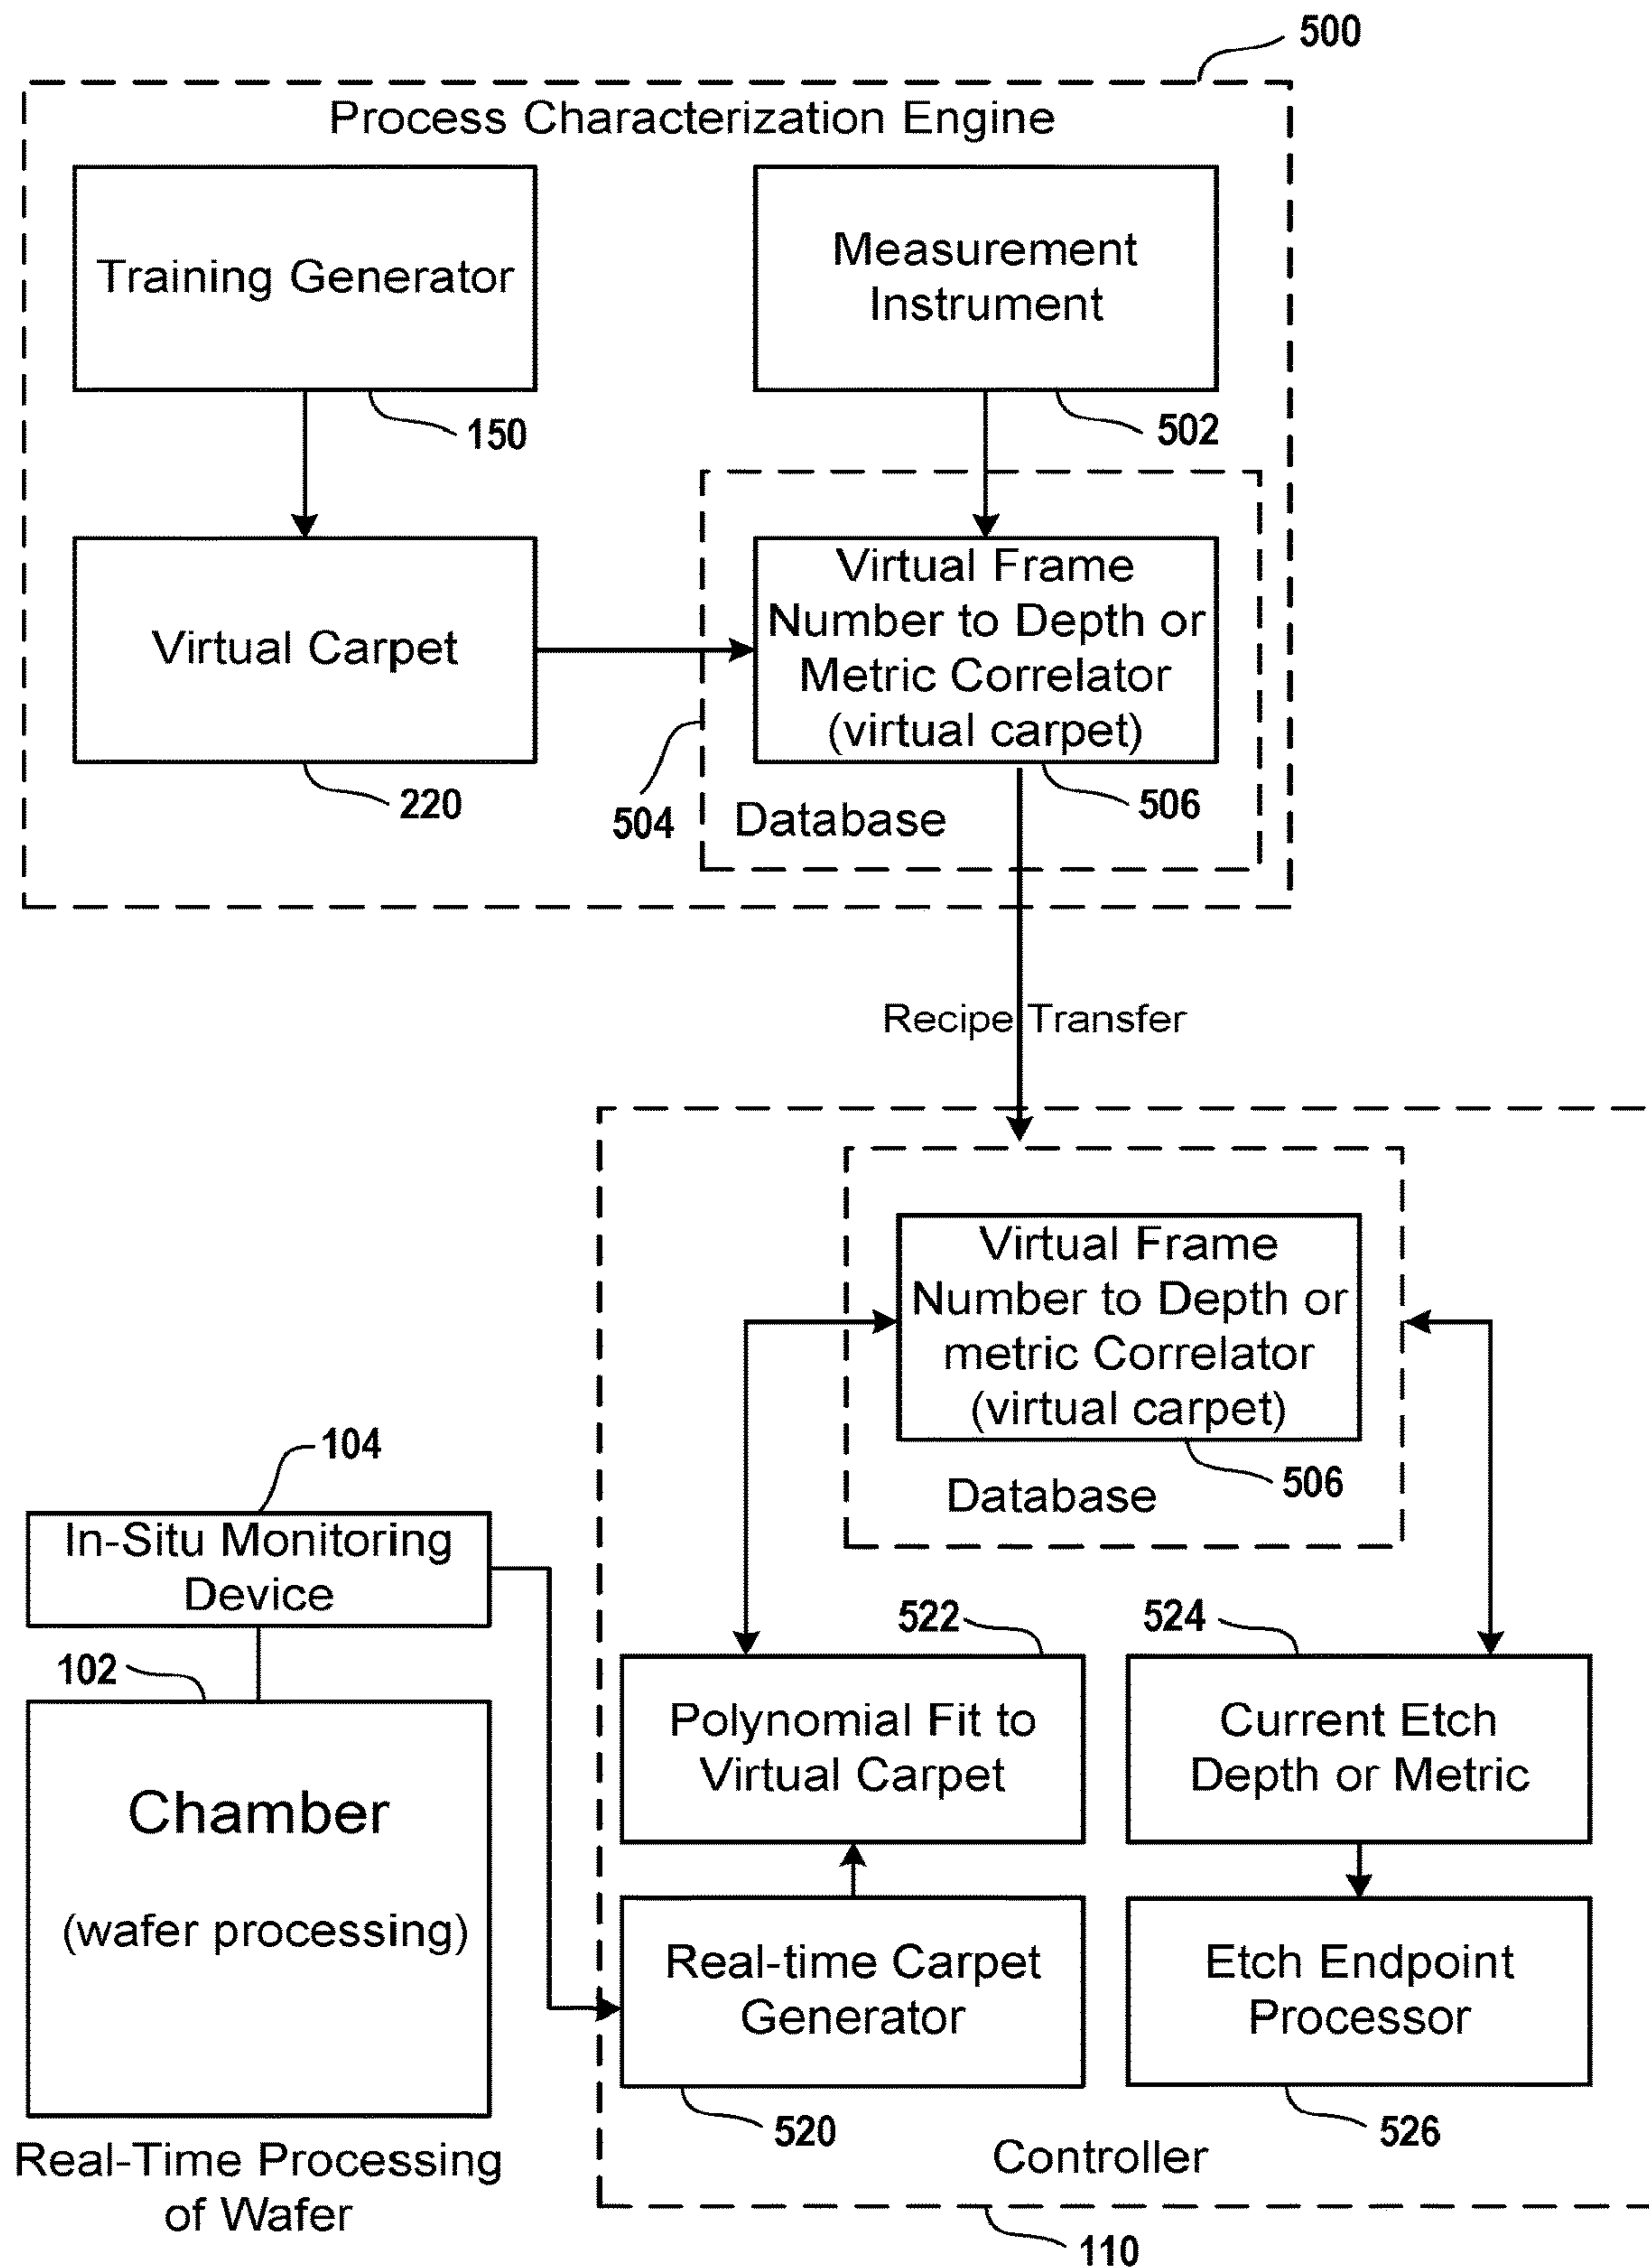 500
Process Characterization Engine
Training Generator
150
Measurement
Instrument
502
Virtual Carpet
220
Virtual Frame
Number to Depth or
Metric Correlator
(virtual carpet)
506
504
Database
Recipe Transfer
Virtual Frame
Number to Depth or
metric Correlator
(virtual carpet)
506
Database
104
In-Situ Monitoring
Device
102
Chamber
(wafer processing)
Real-Time Processing
of Wafer
522
Polynomial Fit to
Virtual Carpet
524
Current Etch
Depth or Metric
Real-time Carpet
Generator
520
Etch Endpoint
Processor
526
Controller
110